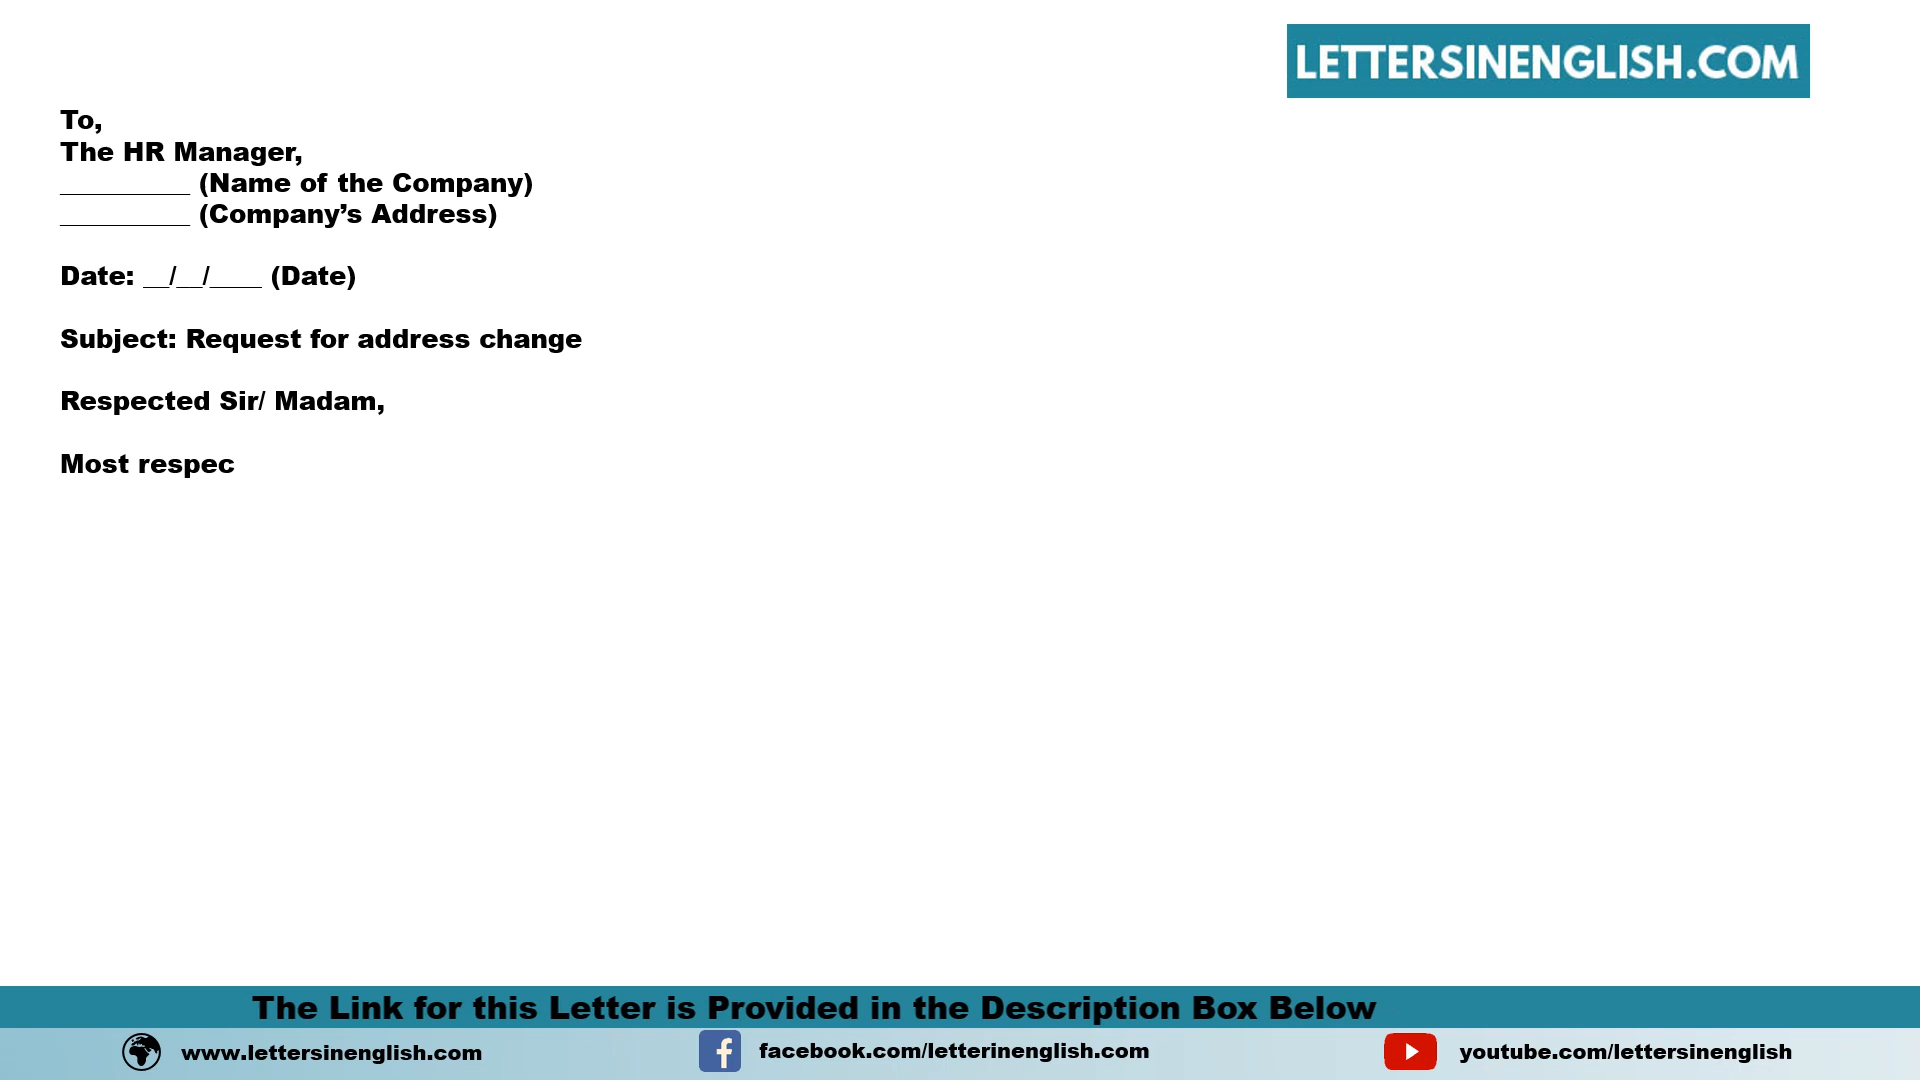 LETTERSINENGLISH.COM
To,
The HR Manager,
__________ (Name of the Company)
__________ (Company’s Address)
Date: __/__/____ (Date)
Subject: Request for address change
Respected Sir/ Madam,
Most respec
The Link for this Letter is Provided in the Description Box Below
www.lettersinenglish.com
facebook.com/letterinenglish.com
youtube.com/lettersinenglish